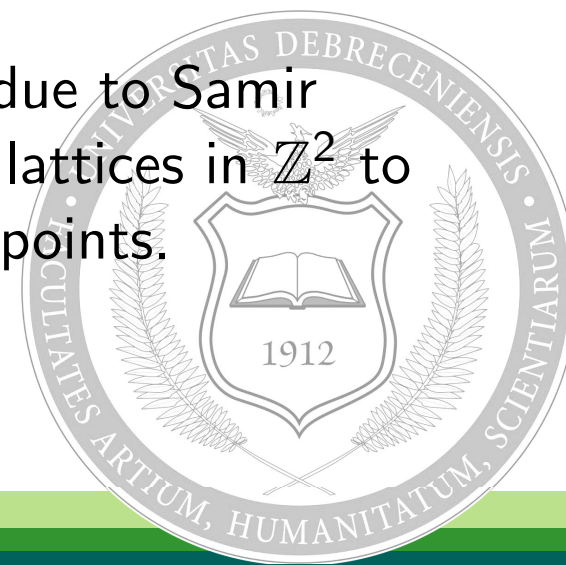 due to Samir
lattices in ℤ² to
points.
UNIVERSITAS DEBRECENIENSIS • FACULTATES ARTIUM, HUMANITATUM, SCIENTIARUM •
1912